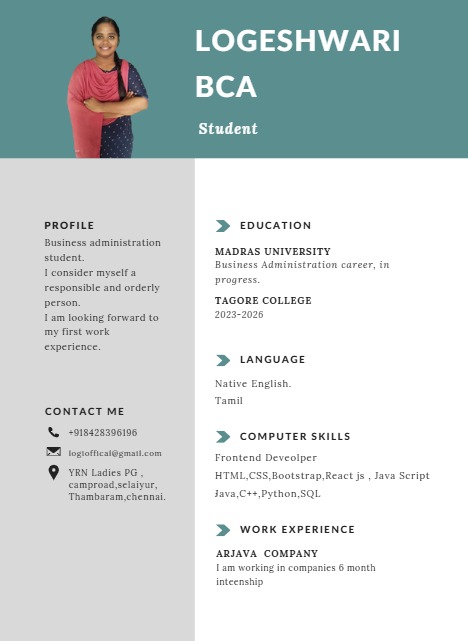 LOGESHWARI
BCA
Student
PROFILE
Business administration
student.
I consider myself a
responsible and orderly
person.
I am looking forward to
my first work
experience.
CONTACT ME
+918428396196
logioffical@gmail.com
YRN Ladies PG ,
camproad,selaiyur,
Thambaram,chennai.
EDUCATION
MADRAS UNIVERSITY
Business Administration career, in
progress.
TAGORE COLLEGE
2023-2026
LANGUAGE
Native English.
Tamil
COMPUTER SKILLS
Frontend Deveolper
HTML,CSS,Bootstrap,React js , Java Script
Java,C++,Python,SQL
WORK EXPERIENCE
ARJAVA COMPANY
I am working in companies 6 month
inteenship